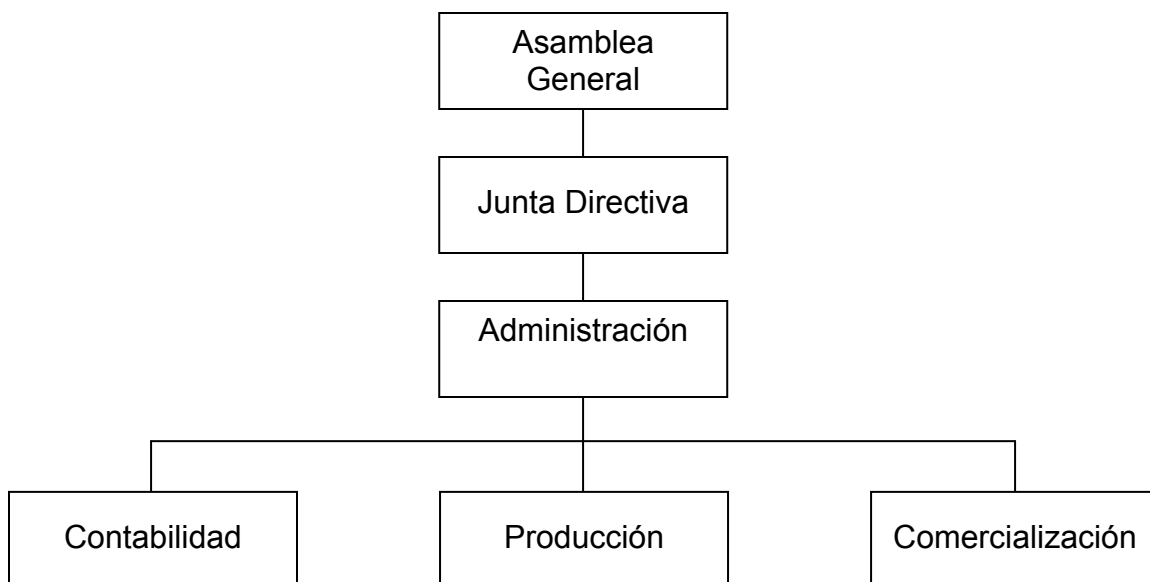 Asamblea
General
Junta Directiva
Administración
Contabilidad
Producción
Comercialización